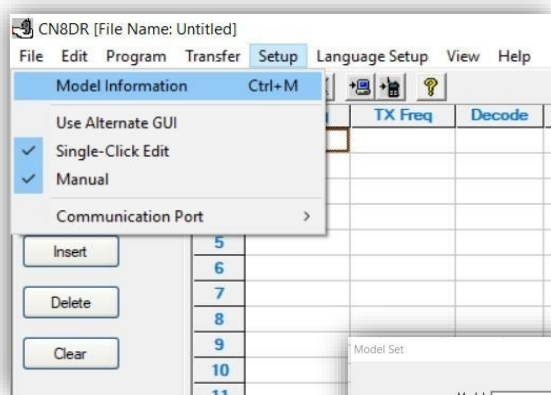 CN8DR [File Name: Untitled]
File Edit Program Transfer Setup Language Setup View Help
Model Information Ctrl+M
TX Freq Decode
Use Alternate GUI
Single-Click Edit
Manual
Communication Port >
Insert
5
6
Delete
7
8
Clear
9
10
Model Set